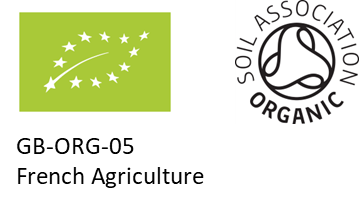 SOIL ASSOCIATION
ORGANIC
GB-ORG-05
French Agriculture